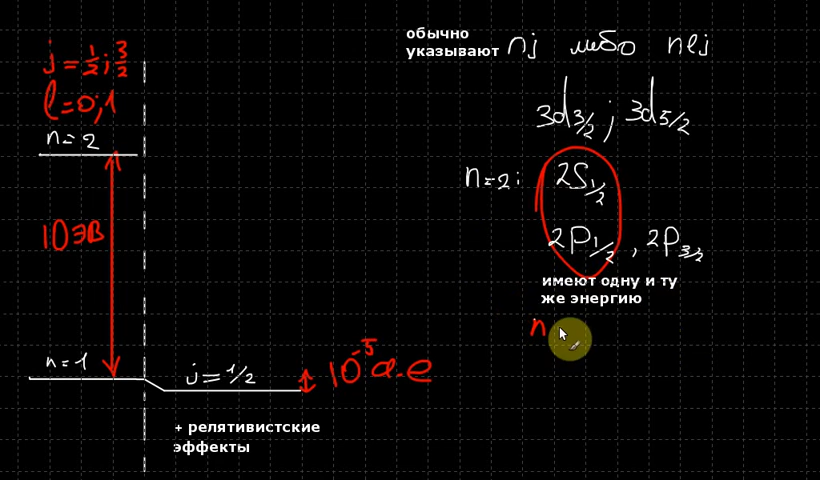 обычно
указывают nj либо nlj
j = 1/2 ; 3/2
l = 0; 1
3d3/2 ; 3d5/2
n = 2
n = 2 : 2S1/2
10 эВ
2P1/2 , 2P3/2
имеют одну и ту
же энергию
n
n = 1
j = 1/2
10^-5 а.е
+ релятивистские
эффекты